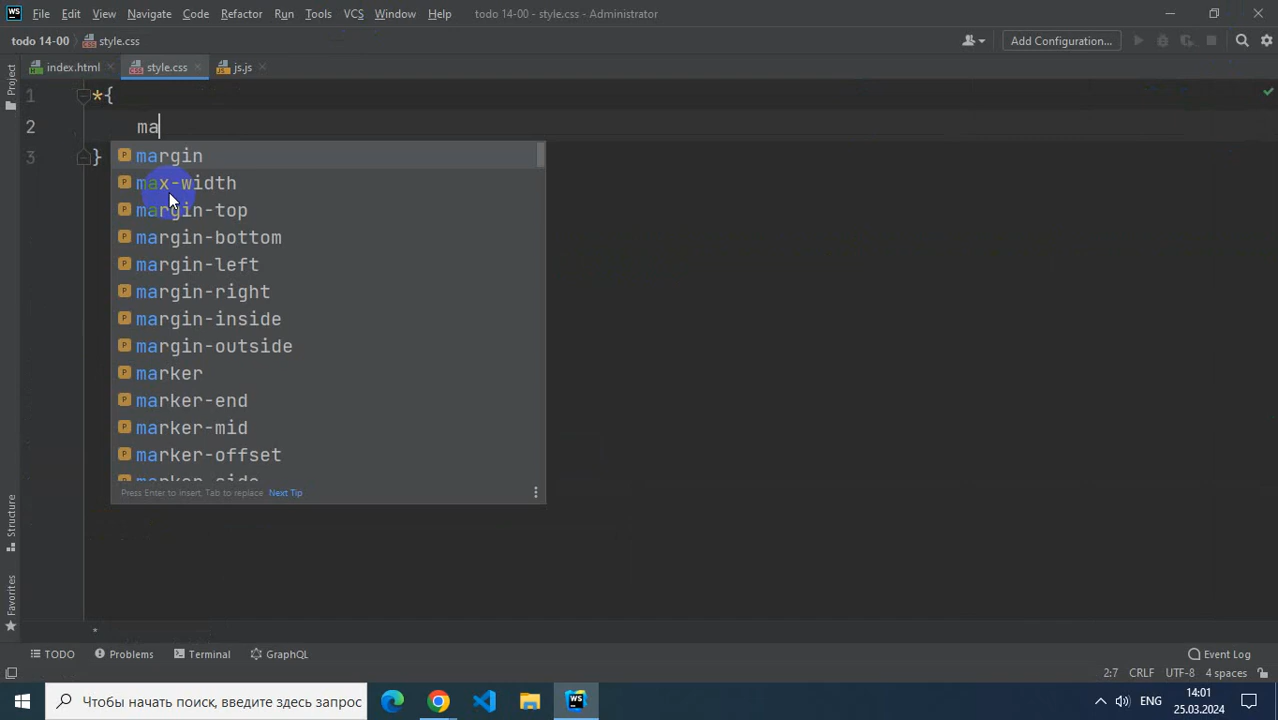 WS File Edit View Navigate Code Refactor Run Tools VCS Window Help todo 14-00 - style.css - Administrator
todo 14-00 style.css Add Configuration...
index.html style.css js.js
Project
1 *{
2 ma
3 }
margin
max-width
margin-top
margin-bottom
margin-left
margin-right
margin-inside
margin-outside
marker
marker-end
marker-mid
marker-offset
marker-side
Press Enter to insert, Tab to replace Next Tip
Structure
Favorites
*
TODO Problems Terminal GraphQL Event Log
2:7 CRLF UTF-8 4 spaces
Чтобы начать поиск, введите здесь запрос
WS
ENG
14:01
25.03.2024